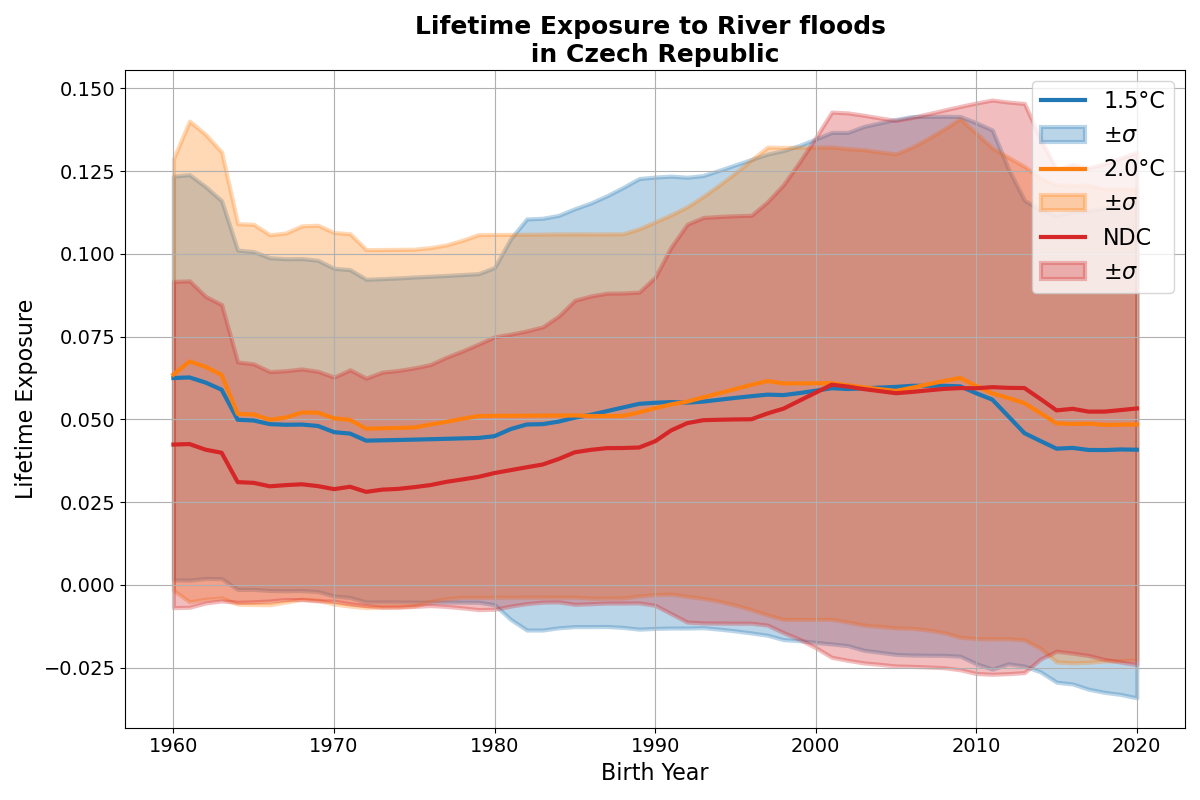 Lifetime Exposure to River floods
in Czech Republic
0.150
0.125
0.100
0.075
0.050
0.025
0.000
−0.025
Lifetime Exposure
1960
1970
1980
1990
2000
2010
2020
Birth Year
1.5°C
±σ
2.0°C
±σ
NDC
±σ